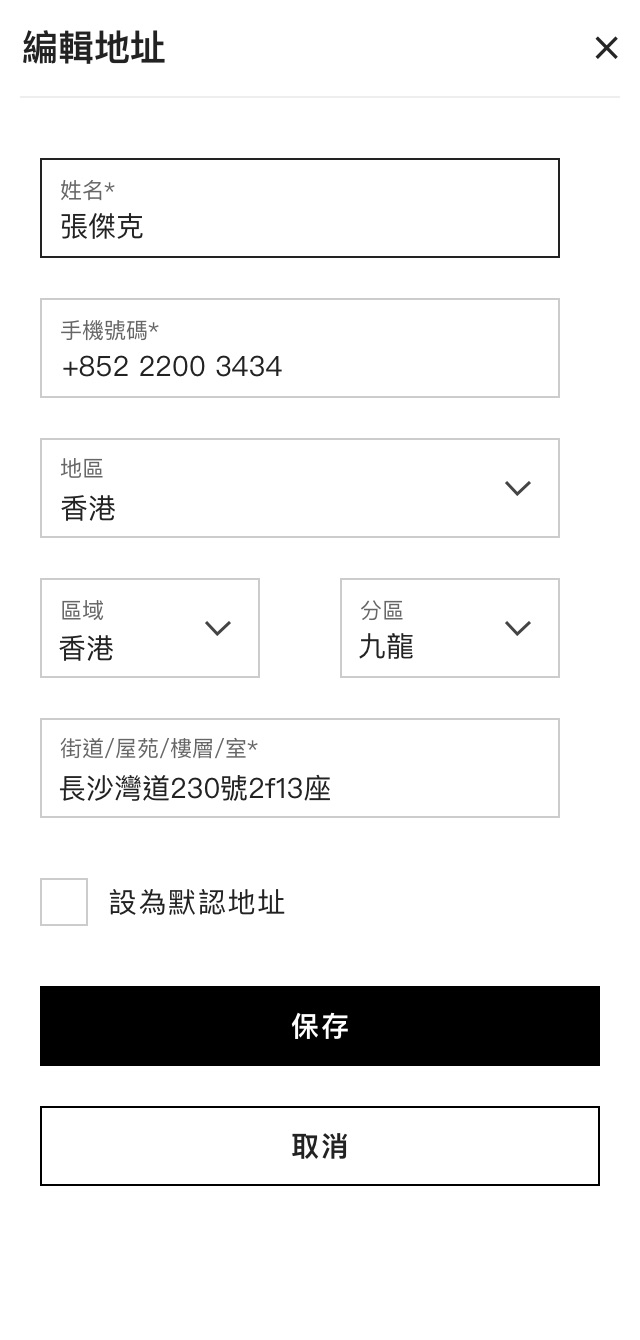 編輯地址
姓名*
張傑克
手機號碼*
+852 2200 3434
地區
香港
區域
香港
分區
九龍
街道/屋苑/樓層/室*
長沙灣道230號2f13座
設為默認地址
保存
取消